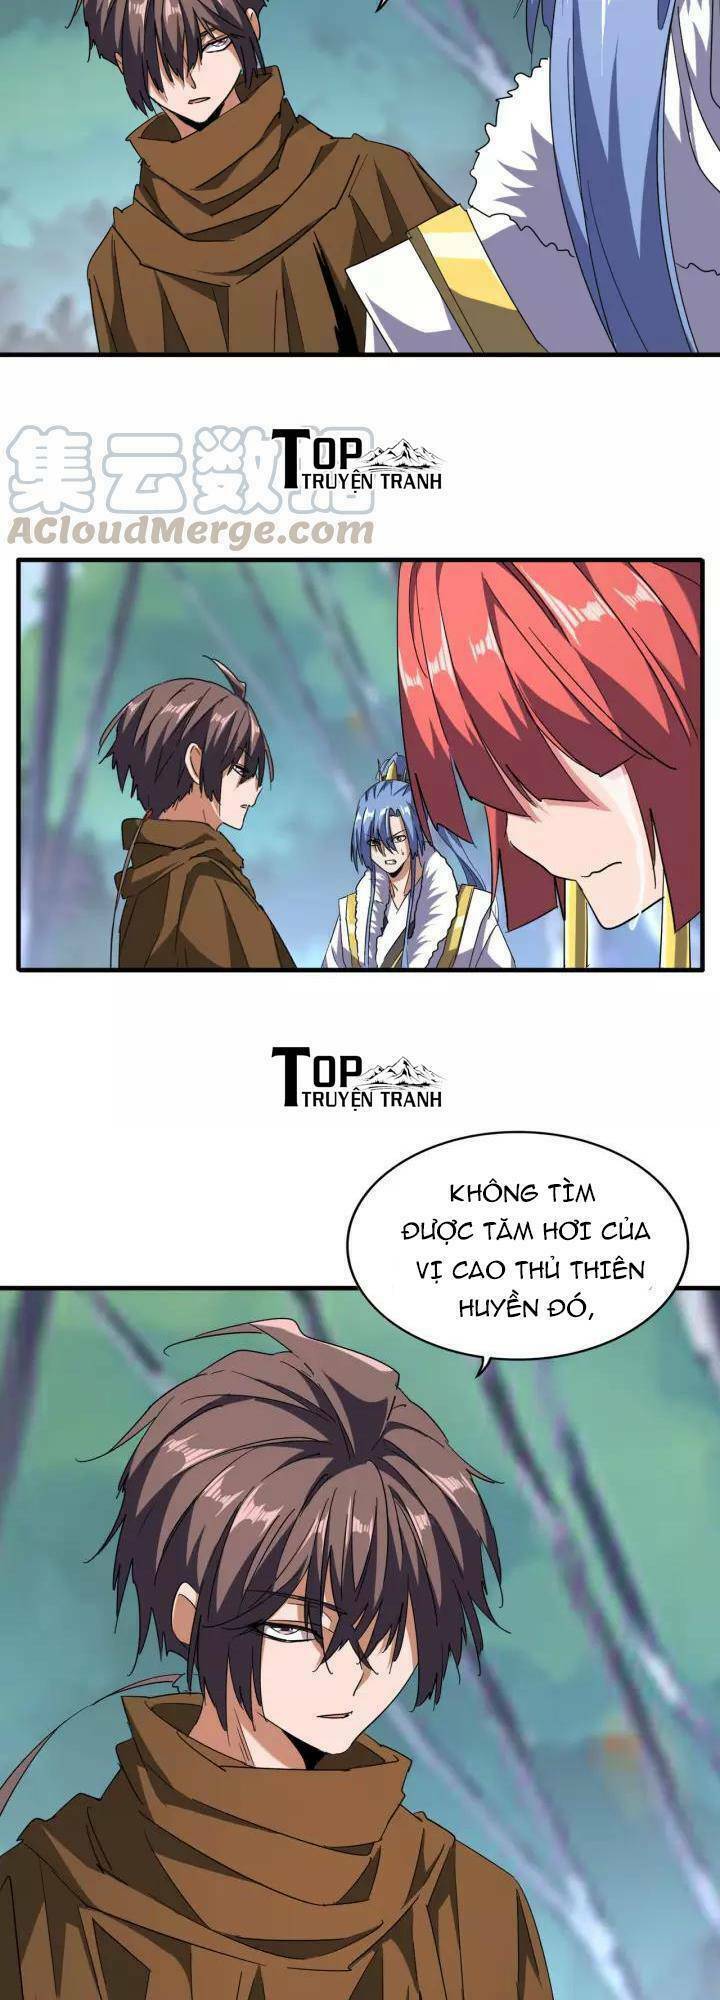 TOP
TRUYỆN TRANH
集云数据
AcloudMerge.com
TOP
TRUYỆN TRANH
KHÔNG TÌM
ĐƯỢC TĂM HƠI CỦA
VỊ CAO THỦ THIÊN
HUYỀN ĐÓ,